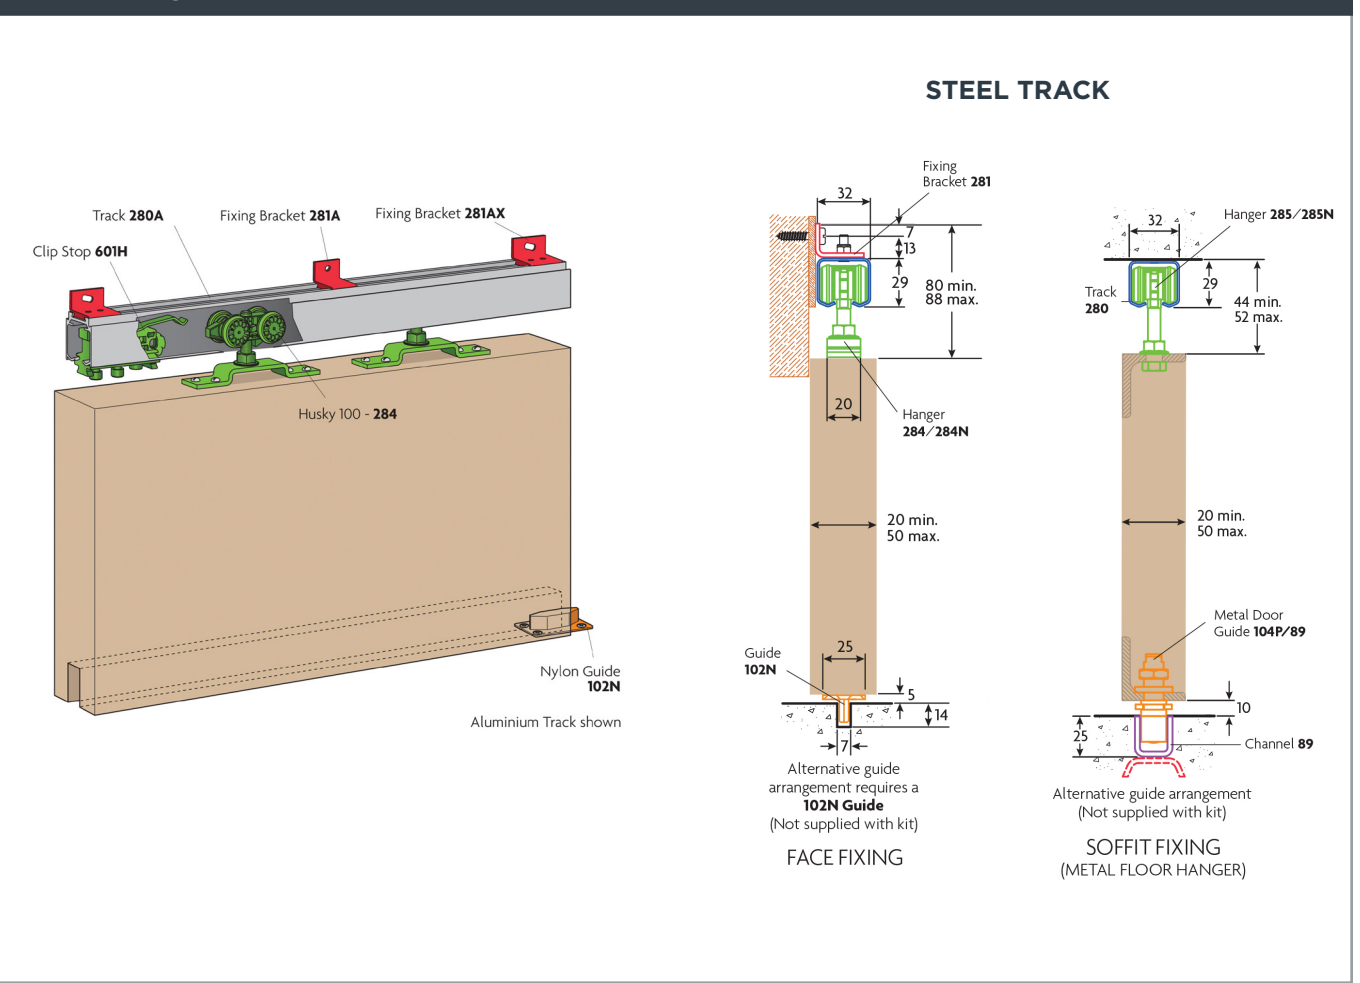 STEEL TRACK
Track 280A
Fixing Bracket 281A
Fixing Bracket 281AX
Clip Stop 601H
Husky 100 - 284
Nylon Guide
102N
Aluminium Track shown
Fixing
Bracket 281
32
7
13
29
80 min.
88 max.
20
Hanger
284/284N
20 min.
50 max.
Guide
102N
25
5
14
7
Alternative guide
arrangement requires a
102N Guide
(Not supplied with kit)
FACE FIXING
Hanger 285/285N
32
Track
280
29
44 min.
52 max.
20 min.
50 max.
Metal Door
Guide 104P/89
10
25
Channel 89
Alternative guide arrangement
(Not supplied with kit)
SOFFIT FIXING
(METAL FLOOR HANGER)